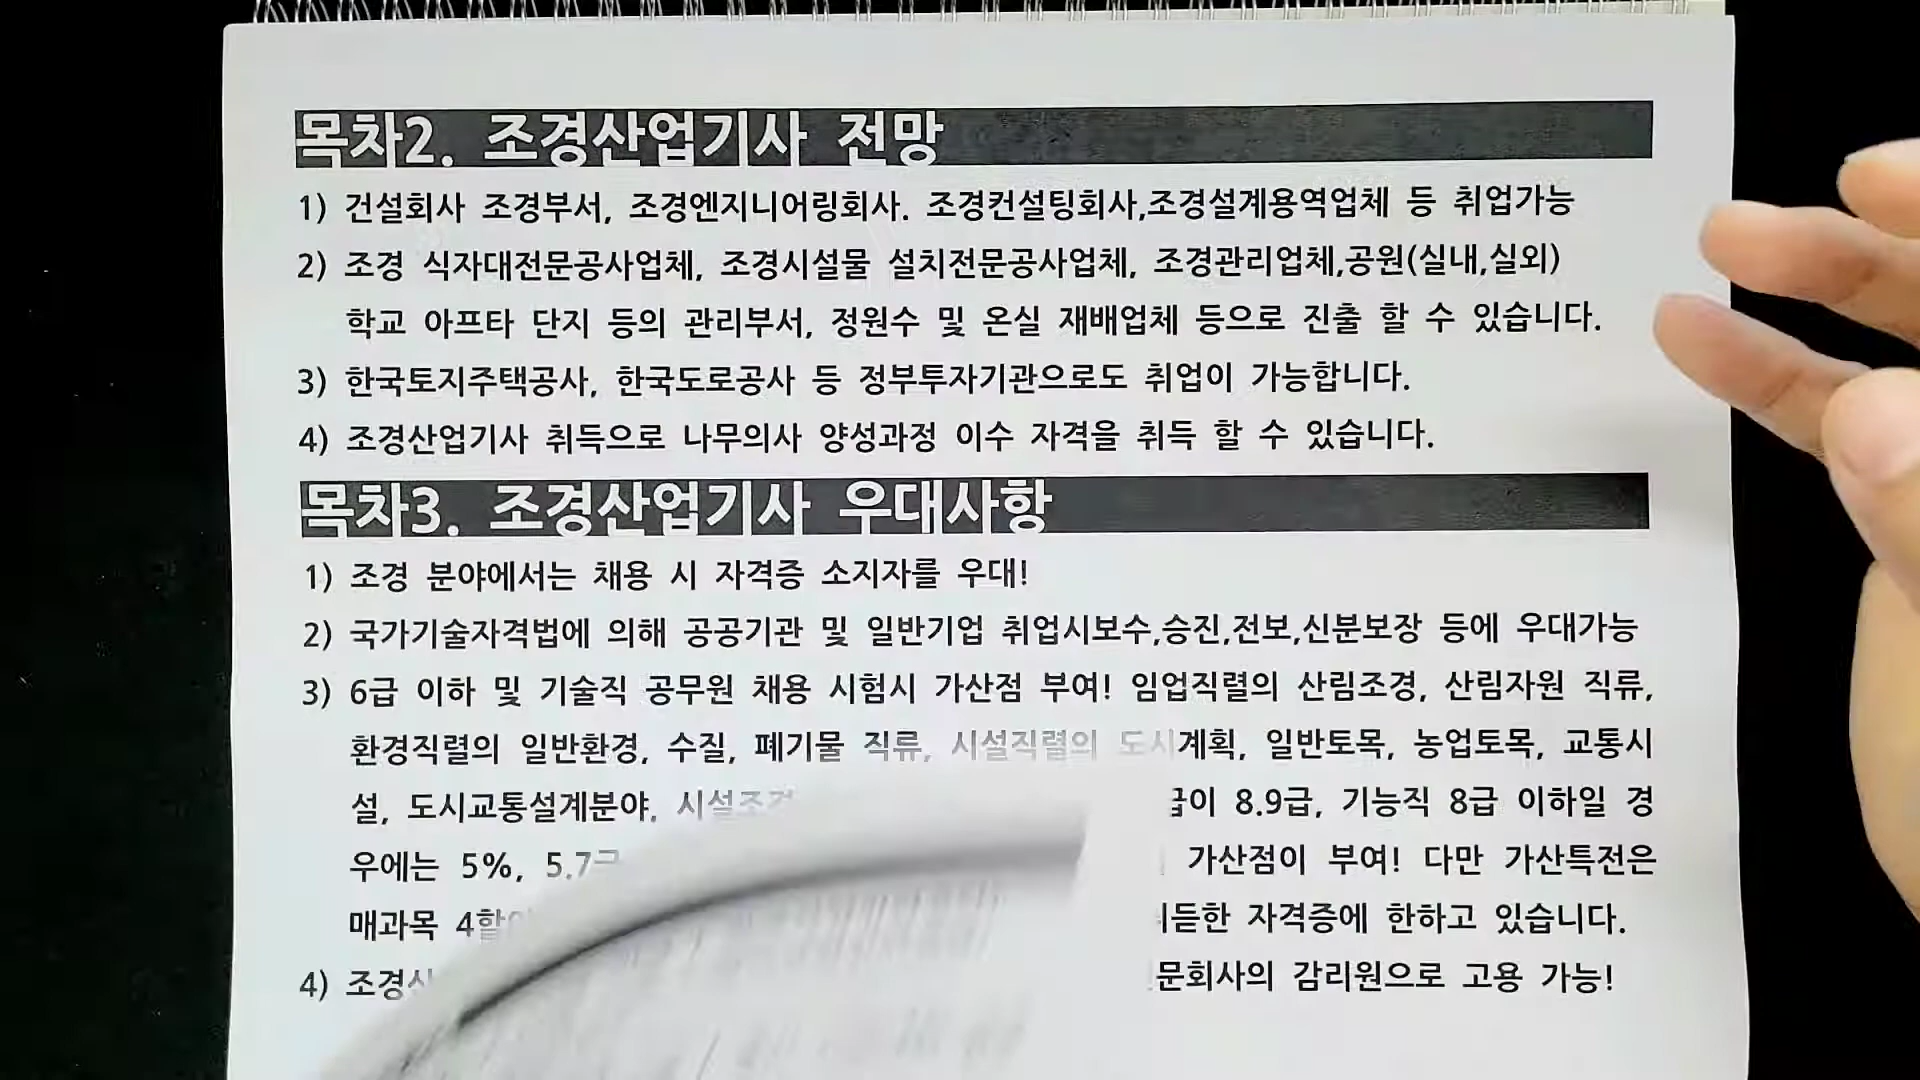 목차2. 조경산업기사 전망
1) 건설회사 조경부서, 조경엔지니어링회사. 조경컨설팅회사,조경설계용역업체 등 취업가능
2) 조경 식자대전문공사업체, 조경시설물 설치전문공사업체, 조경관리업체,공원(실내,실외)
학교 아프타 단지 등의 관리부서, 정원수 및 온실 재배업체 등으로 진출 할 수 있습니다.
3) 한국토지주택공사, 한국도로공사 등 정부투자기관으로도 취업이 가능합니다.
4) 조경산업기사 취득으로 나무의사 양성과정 이수 자격을 취득 할 수 있습니다.
목차3. 조경산업기사 우대사항
1) 조경 분야에서는 채용 시 자격증 소지자를 우대!
2) 국가기술자격법에 의해 공공기관 및 일반기업 취업시보수,승진,전보,신분보장 등에 우대가능
3) 6급 이하 및 기술직 공무원 채용 시험시 가산점 부여! 임업직렬의 산림조경, 산림자원 직류,
환경직렬의 일반환경, 수질, 폐기물 직류, 시설직렬의 도시계획, 일반토목, 농업토목, 교통시
설, 도시교통설계분야, 8.9급, 기능직 8급 이하일 경
우에는 5%, 가산점이 부여! 다만 가산특전은
매과목 자격증에 한하고 있습니다.
4) 감리원으로 고용 가능!